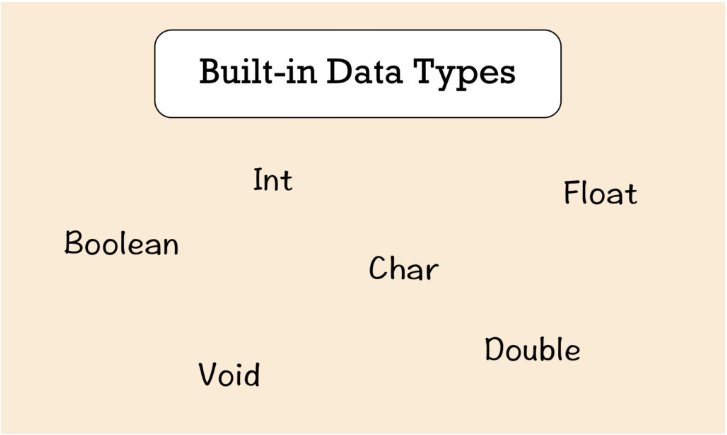 Built-in Data Types
Int
Float
Boolean
Char
Double
Void